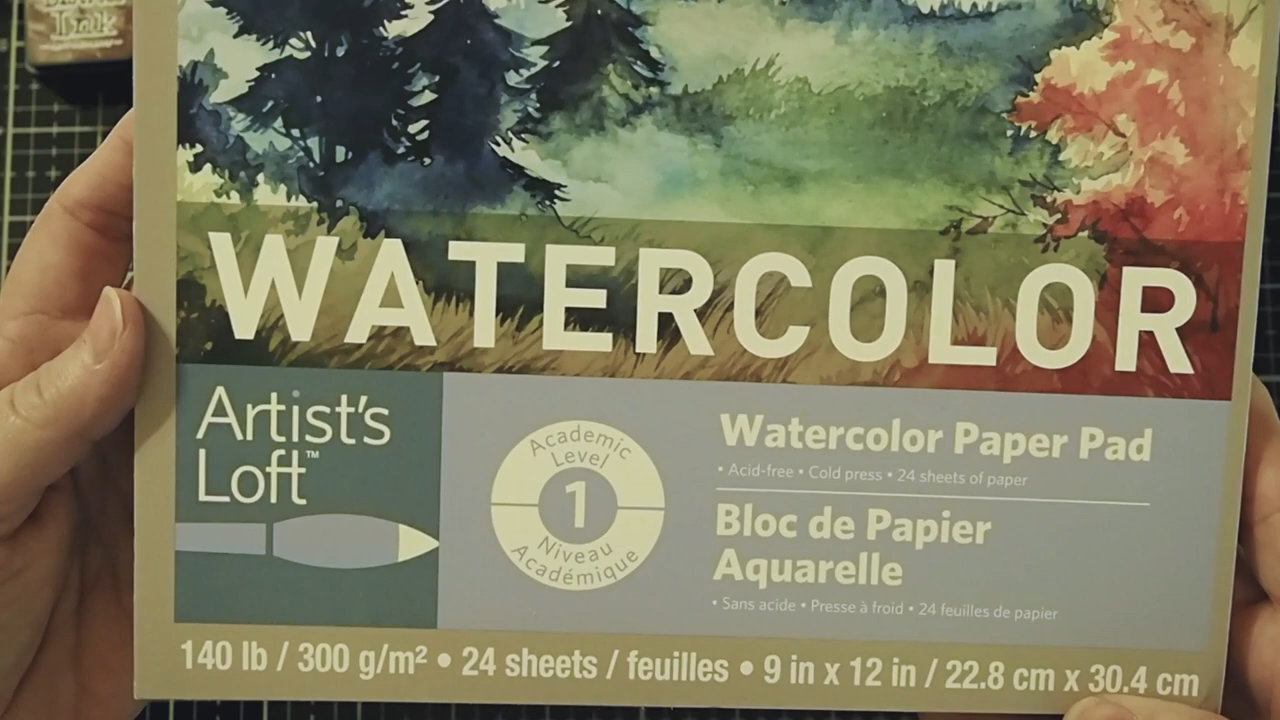 Trunk
WATERCOLOR
Artist's
Loft™
Academic
Level
1
Niveau
Académique
Watercolor Paper Pad
• Acid-free • Cold press • 24 sheets of paper
Bloc de Papier
Aquarelle
• Sans acide • Presse à froid • 24 feuilles de papier
140 lb / 300 g/m² • 24 sheets / feuilles • 9 in x 12 in / 22.8 cm x 30.4 cm